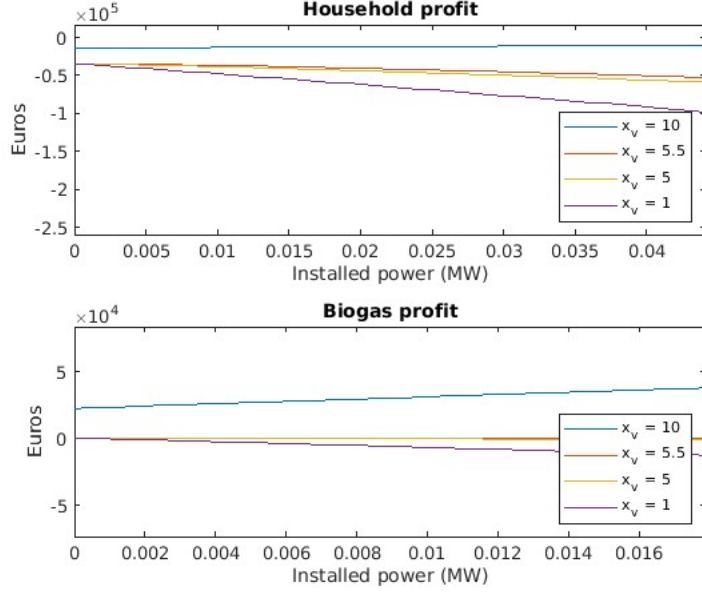 Household profit
×10⁵
0
-0.5
-1
-1.5
-2
-2.5
Euros
x_v = 10
x_v = 5.5
x_v = 5
x_v = 1
0 0.005 0.01 0.015 0.02 0.025 0.03 0.035 0.04
Installed power (MW)
Biogas profit
×10⁴
5
0
-5
Euros
x_v = 10
x_v = 5.5
x_v = 5
x_v = 1
0 0.002 0.004 0.006 0.008 0.01 0.012 0.014 0.016
Installed power (MW)